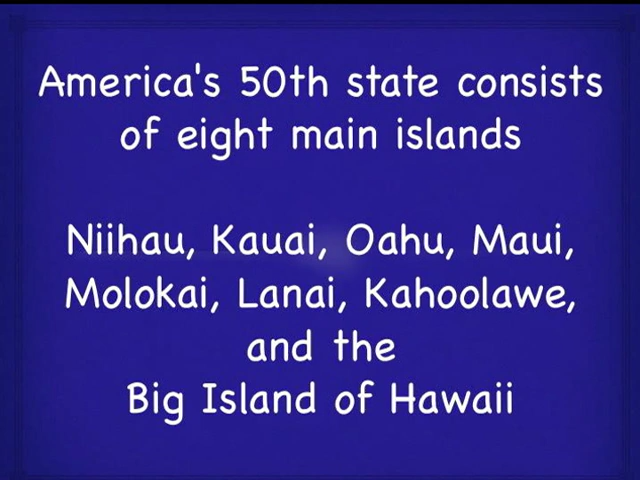 America's 50th state consists
of eight main islands
Niihau, Kauai, Oahu, Maui,
Molokai, Lanai, Kahoolawe,
and the
Big Island of Hawaii